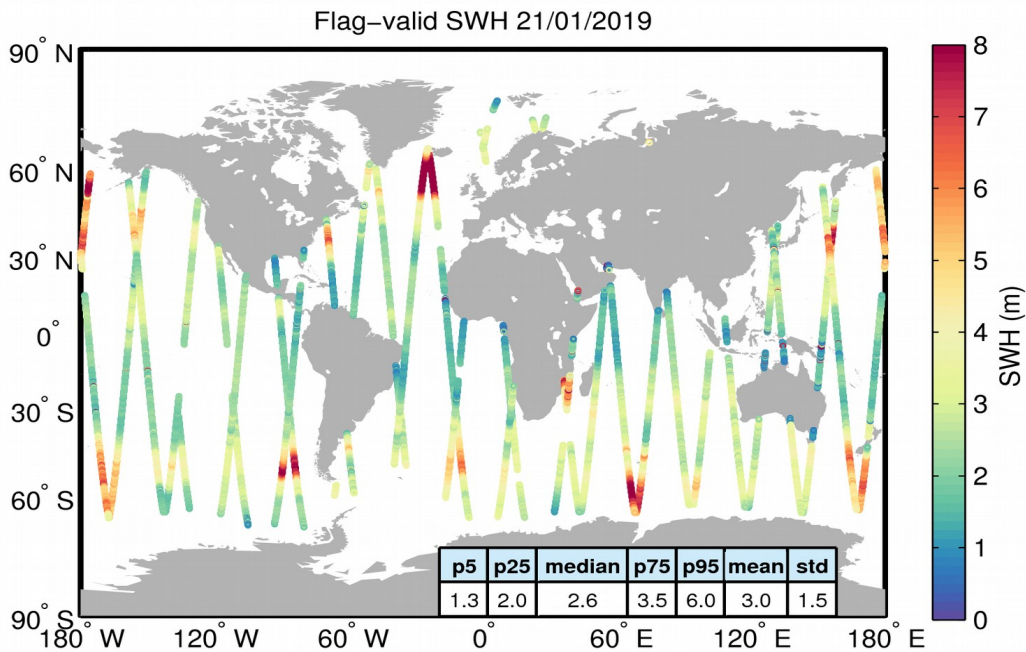 Flag–valid SWH 21/01/2019
90° N
60° N
30° N
0°
30° S
60° S
90° S
180° W
120° W
60° W
0°
60° E
120° E
180° E
p5 p25 median p75 p95 mean std
1.3 2.0 2.6 3.5 6.0 3.0 1.5
8
7
6
5
4
3
2
1
0
SWH (m)